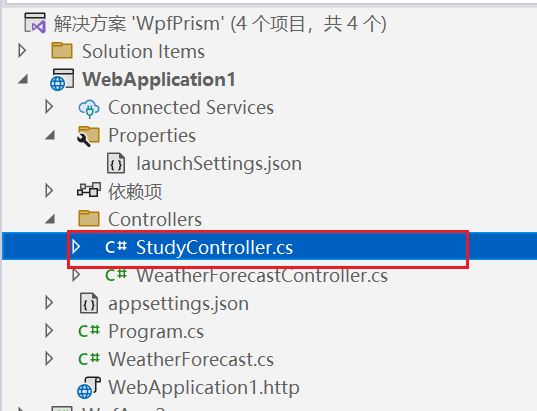 解决方案 'WpfPrism' (4 个项目，共 4 个)
Solution Items
WebApplication1
Connected Services
Properties
launchSettings.json
依赖项
Controllers
C# StudyController.cs
C# WeatherForecastController.cs
appsettings.json
C# Program.cs
C# WeatherForecast.cs
WebApplication1.http